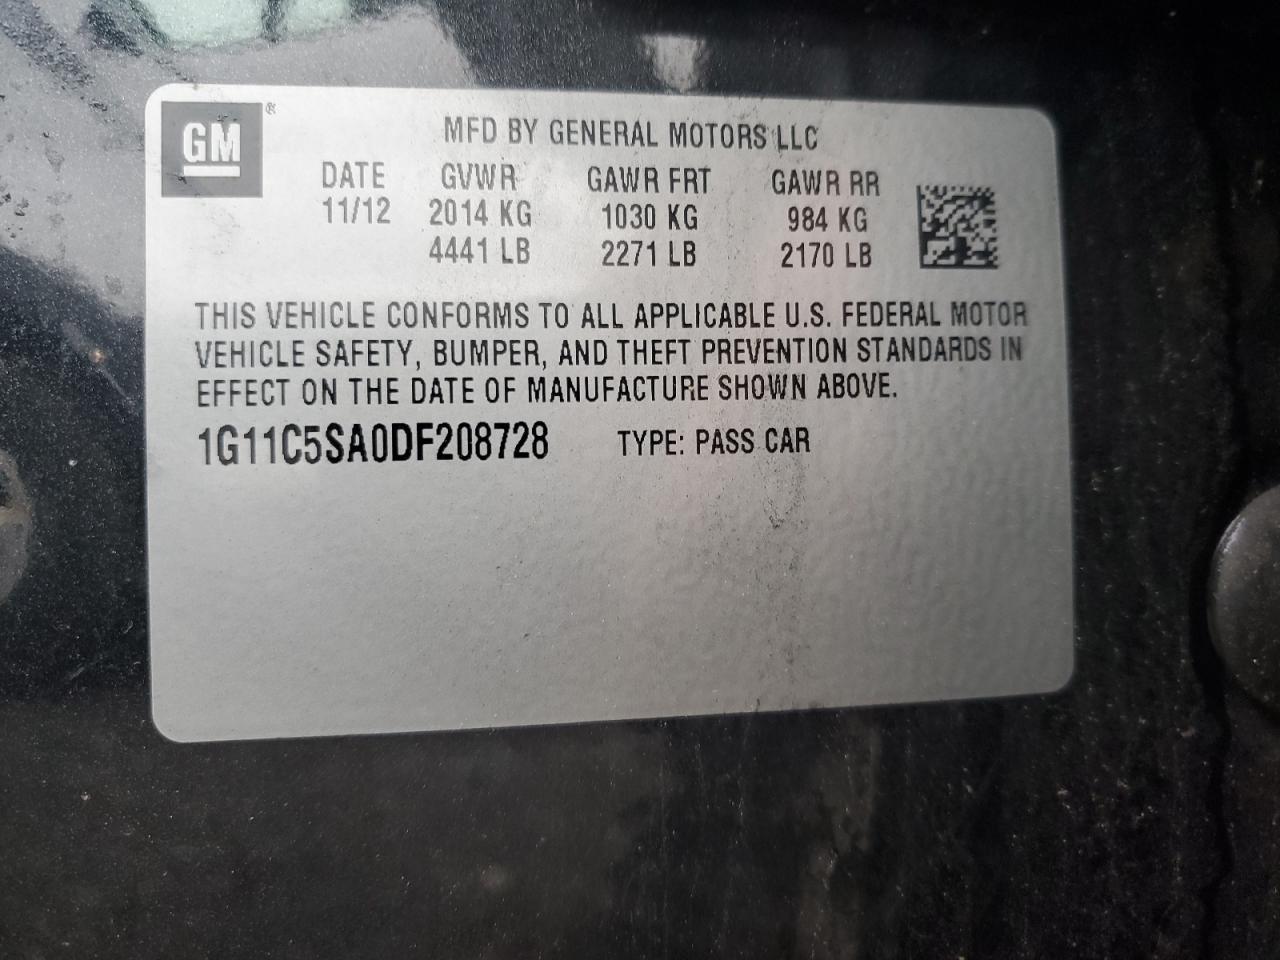 GM®
MFD BY GENERAL MOTORS LLC
DATE GVWR GAWR FRT GAWR RR
11/12 2014 KG 1030 KG 984 KG
4441 LB 2271 LB 2170 LB
THIS VEHICLE CONFORMS TO ALL APPLICABLE U.S. FEDERAL MOTOR
VEHICLE SAFETY, BUMPER, AND THEFT PREVENTION STANDARDS IN
EFFECT ON THE DATE OF MANUFACTURE SHOWN ABOVE.
1G11C5SA0DF208728 TYPE: PASS CAR